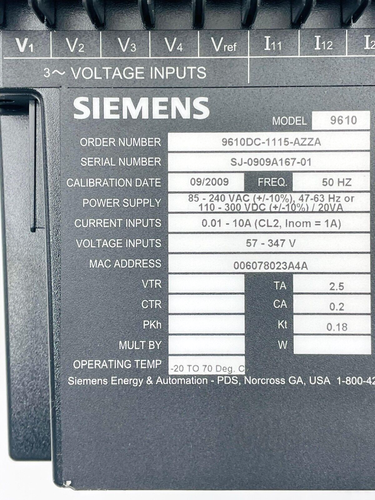 V1 V2 V3 V4 Vref I11 I12
3~ VOLTAGE INPUTS
SIEMENS
MODEL 9610
ORDER NUMBER 9610DC-1115-AZZA
SERIAL NUMBER SJ-0909A167-01
CALIBRATION DATE 09/2009 FREQ. 50 HZ
POWER SUPPLY 85 - 240 VAC (+/-10%), 47-63 Hz or
110 - 300 VDC (+/-10%) / 20VA
CURRENT INPUTS 0.01 - 10A (CL2, Inom = 1A)
VOLTAGE INPUTS 57 - 347 V
MAC ADDRESS 006078023A4A
VTR TA 2.5
CTR CA 0.2
PKh Kt 0.18
MULT BY W
OPERATING TEMP -20 TO 70 Deg. C
Siemens Energy & Automation - PDS, Norcross GA, USA 1-800-42